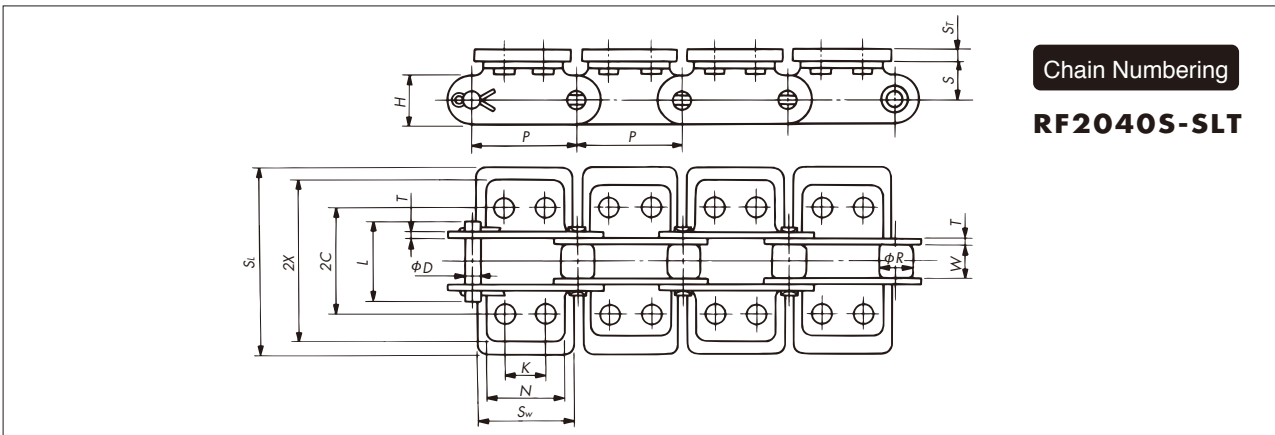 Chain Numbering
RF2040S-SLT
ST
S
H
P
P
T
SL
2X
2C
L
φD
T
W
φR
K
N
Sw